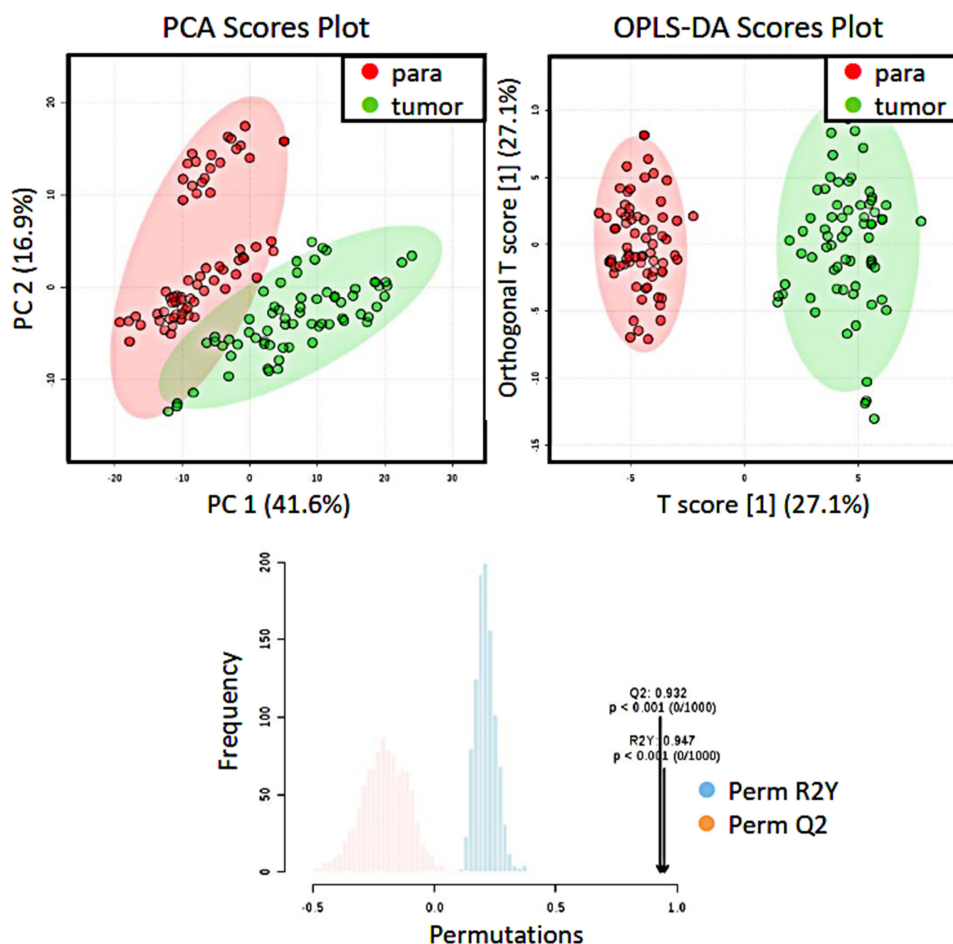 PCA Scores Plot
para
tumor
PC 2 (16.9%)
20
10
0
-10
-20
-10
0
10
20
30
PC 1 (41.6%)
OPLS-DA Scores Plot
para
tumor
Orthogonal T score [1] (27.1%)
10
5
0
-5
-10
-15
-5
0
5
T score [1] (27.1%)
Frequency
200
150
100
50
0
Q2: 0.932
p < 0.001 (0/1000)
R2Y: 0.947
p < 0.001 (0/1000)
Perm R2Y
Perm Q2
-0.5
0.0
0.5
1.0
Permutations